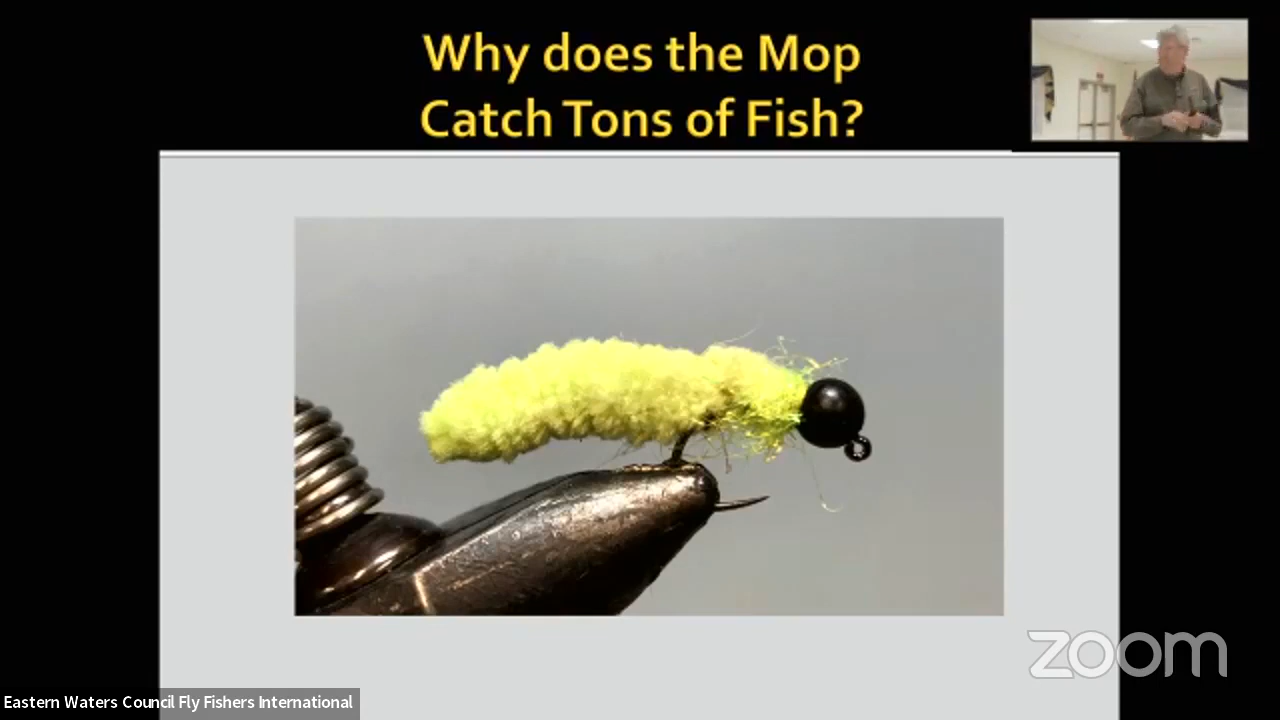 Why does the Mop
Catch Tons of Fish?
zoom
Eastern Waters Council Fly Fishers International